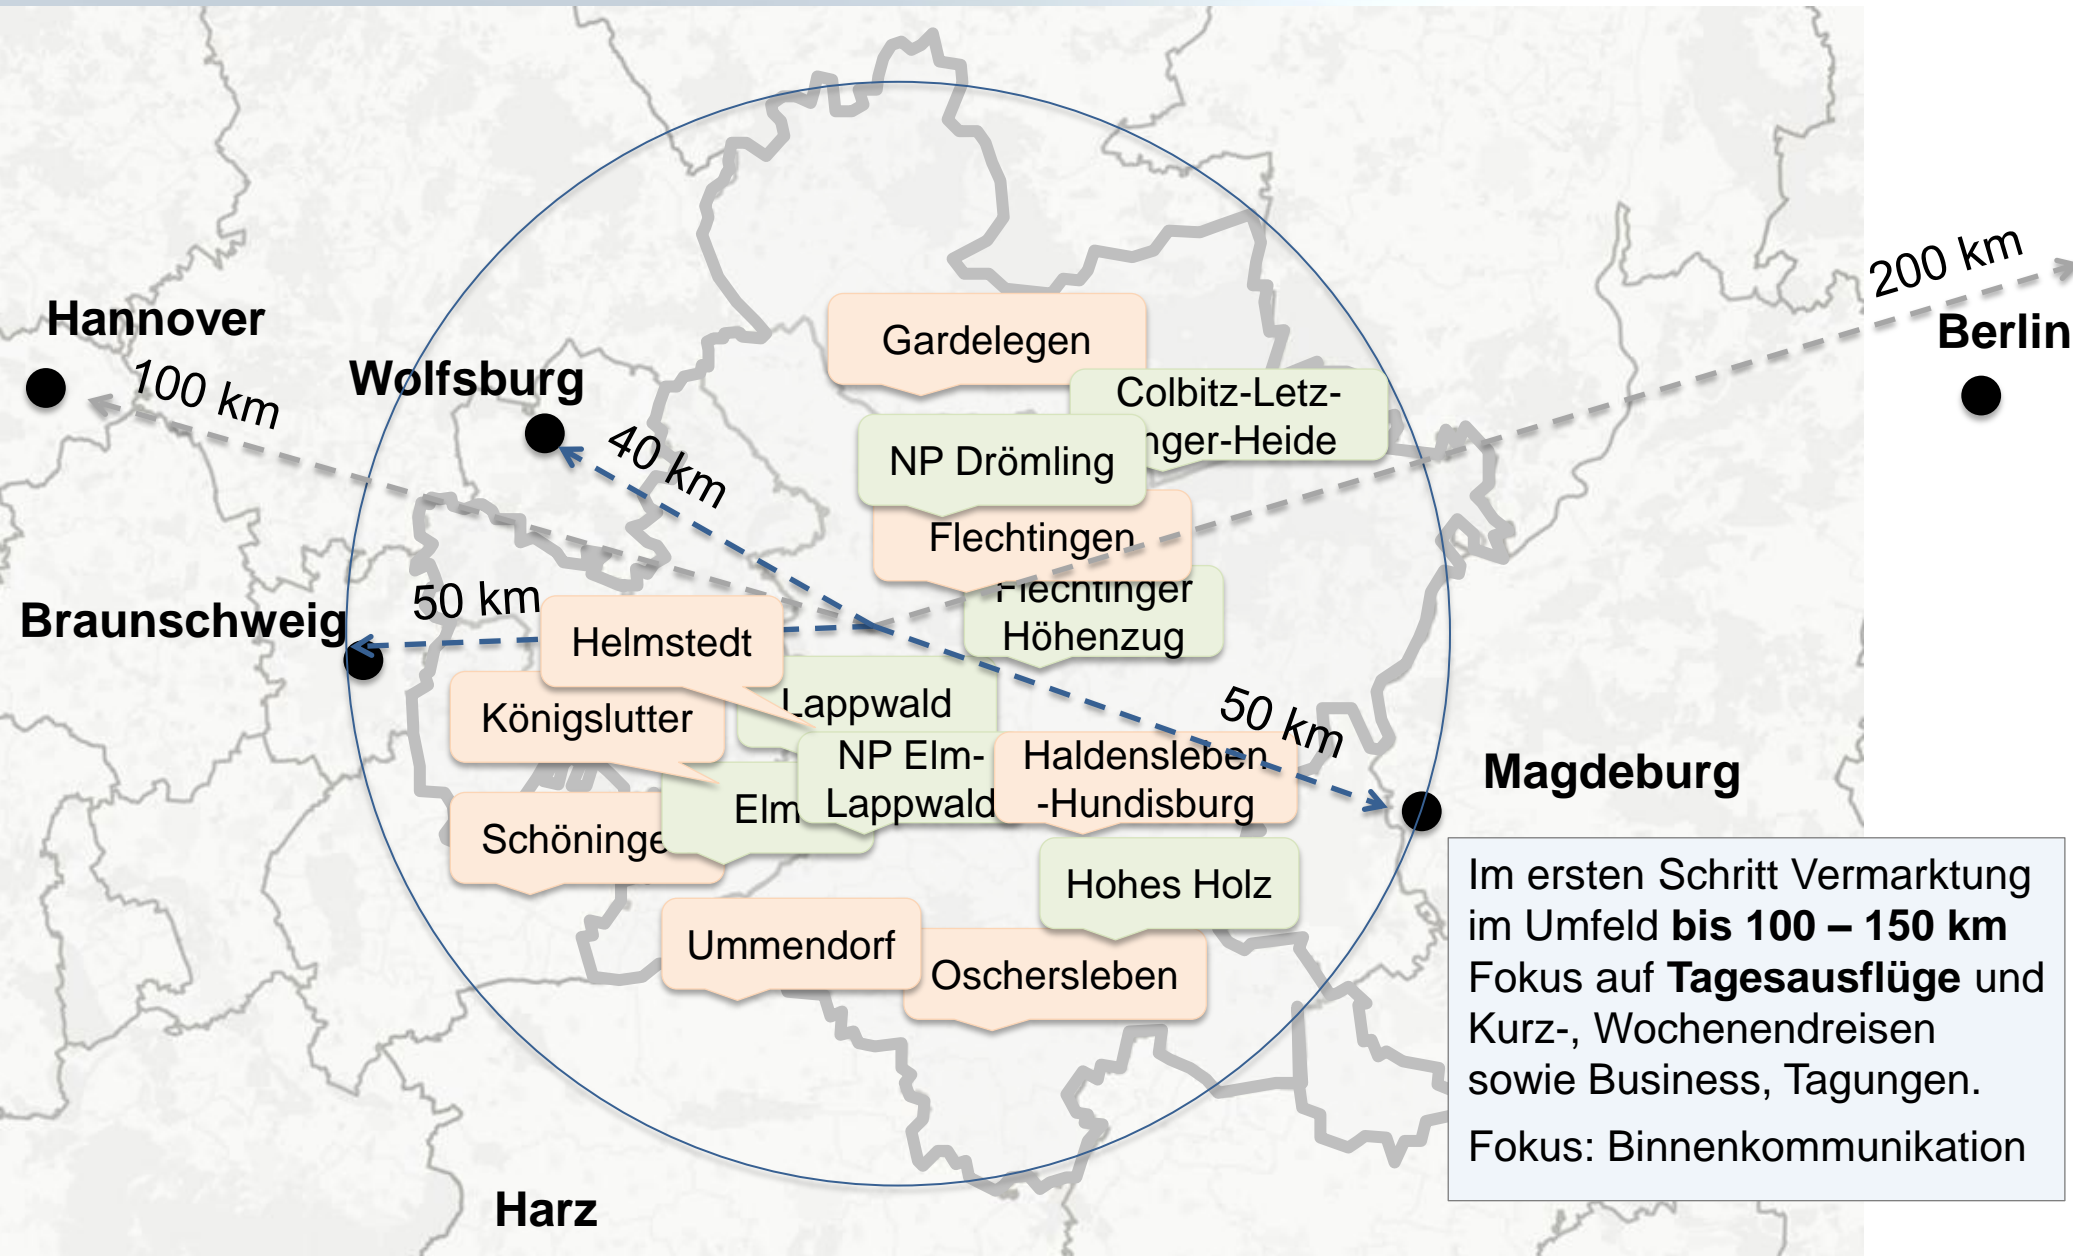 200 km
Hannover
Berlin
Gardelegen
100 km
Wolfsburg
Colbitz-Letz-
nger-Heide
40 km
NP Drömling
Flechtingen
50 km
Flechtinger
Höhenzug
Braunschweig
Helmstedt
Lappwald
Königslutter
50 km
NP Elm-
Lappwald
Haldensleben
-Hundisburg
Magdeburg
Elm
Schöninge
Hohes Holz
Ummendorf
Oschersleben
Im ersten Schritt Vermarktung
im Umfeld bis 100 – 150 km
Fokus auf Tagesausflüge und
Kurz-, Wochenendreisen
sowie Business, Tagungen.
Fokus: Binnenkommunikation
Harz